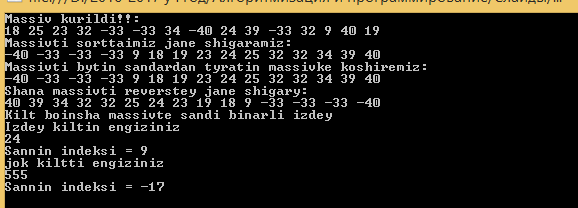 Massiv kurildi!!:
18 25 23 32 -33 -33 34 -40 24 39 -33 32 9 40 19
Massivti sorttaimiz jane shigaramiz:
-40 -33 -33 -33 9 18 19 23 24 25 32 32 34 39 40
Massivti bytin sandardan tyratin massivke koshiremiz:
-40 -33 -33 -33 9 18 19 23 24 25 32 32 34 39 40
Shana massivti reverstey jane shigary:
40 39 34 32 32 25 24 23 19 18 9 -33 -33 -33 -40
Kilt boinsha massivte sandi binarli izdey
Izdey kiltin engiziniz
24
Sannin indeksi = 9
jok kiltti engiziniz
555
Sannin indeksi = -17